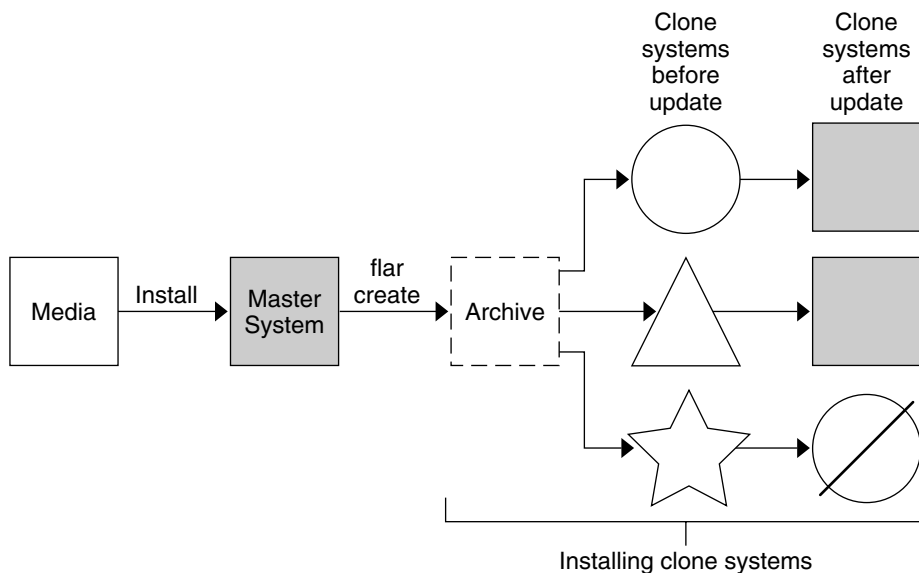 Clone
systems
before
update
Clone
systems
after
update
Media
Install
Master
System
flar
create
Archive
Installing clone systems